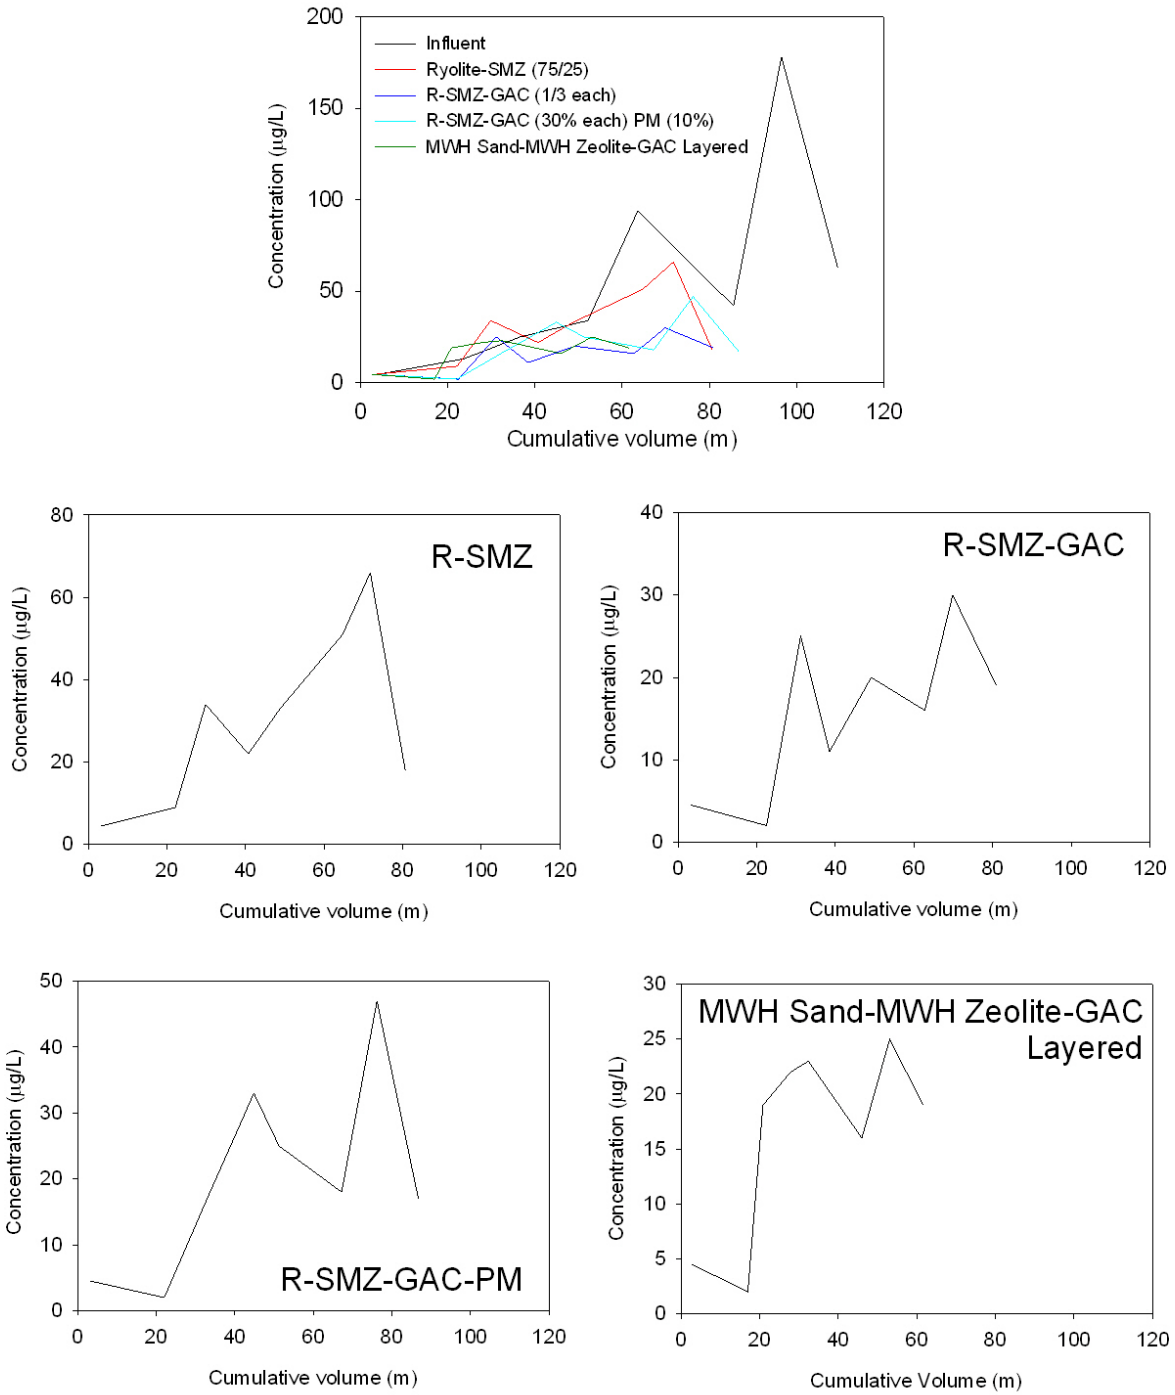 200
150
100
50
0
Concentration (µg/L)
Influent
Ryolite-SMZ (75/25)
R-SMZ-GAC (1/3 each)
R-SMZ-GAC (30% each) PM (10%)
MWH Sand-MWH Zeolite-GAC Layered
0 20 40 60 80 100 120
Cumulative volume (m)
80
60
40
20
0
Concentration (µg/L)
R-SMZ
0 20 40 60 80 100 120
Cumulative volume (m)
40
30
20
10
0
Concentration (µg/L)
R-SMZ-GAC
0 20 40 60 80 100 120
Cumulative volume (m)
50
40
30
20
10
0
Concentration (µg/L)
R-SMZ-GAC-PM
0 20 40 60 80 100 120
Cumulative volume (m)
30
25
20
15
10
5
0
Concentration (µg/L)
MWH Sand-MWH Zeolite-GAC
Layered
0 20 40 60 80 100 120
Cumulative Volume (m)